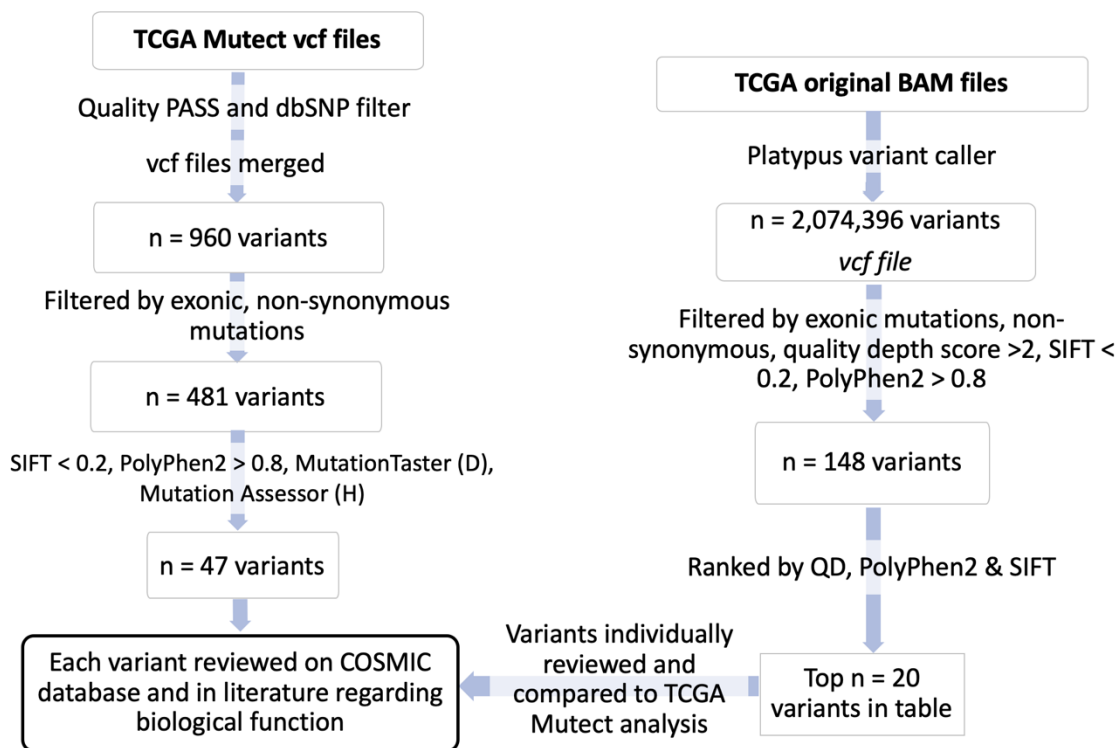 TCGA Mutect vcf files
Quality PASS and dbSNP filter
vcf files merged
n = 960 variants
Filtered by exonic, non-synonymous
mutations
n = 481 variants
SIFT < 0.2, PolyPhen2 > 0.8, MutationTaster (D),
Mutation Assessor (H)
n = 47 variants
Each variant reviewed on COSMIC
database and in literature regarding
biological function
TCGA original BAM files
Platypus variant caller
n = 2,074,396 variants
vcf file
Filtered by exonic mutations, non-
synonymous, quality depth score >2, SIFT <
0.2, PolyPhen2 > 0.8
n = 148 variants
Ranked by QD, PolyPhen2 & SIFT
Top n = 20
variants in table
Variants individually
reviewed and
compared to TCGA
Mutect analysis